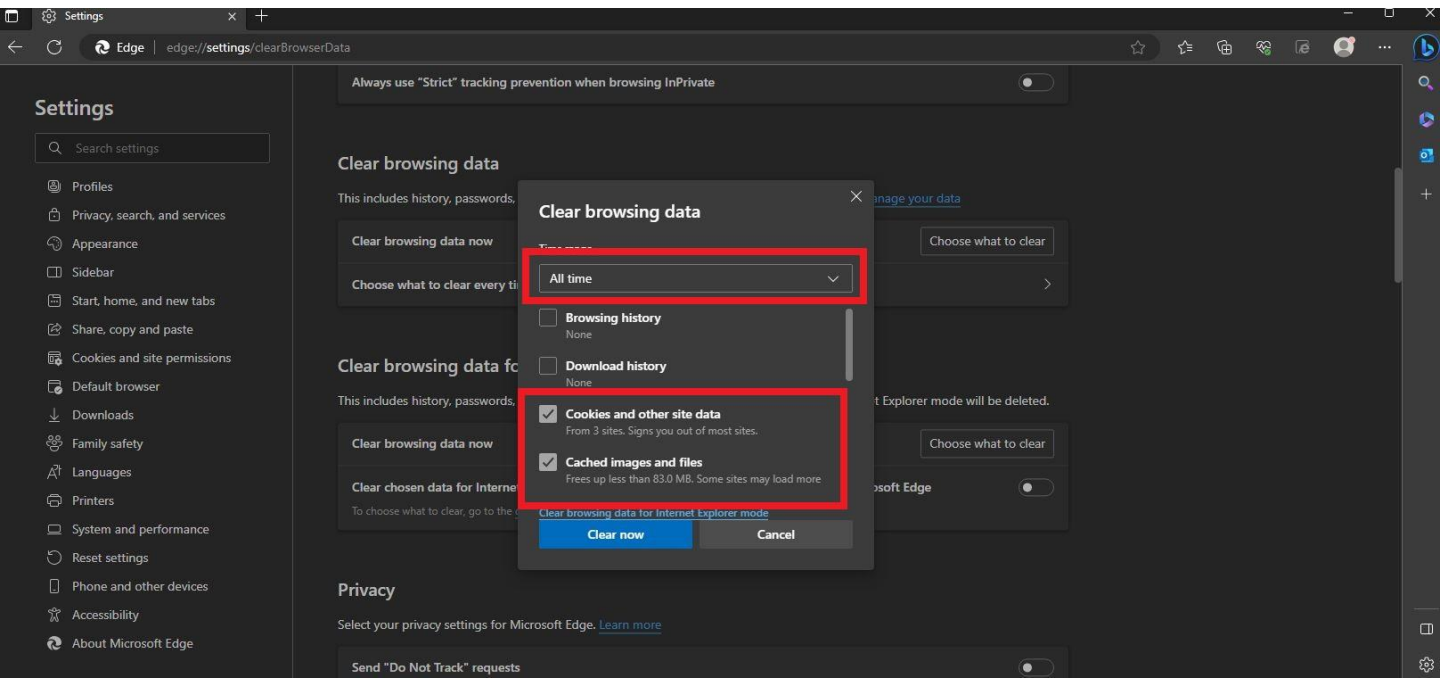 Settings
Edge | edge://settings/clearBrowserData
Settings
Search settings
Profiles
Privacy, search, and services
Appearance
Sidebar
Start, home, and new tabs
Share, copy and paste
Cookies and site permissions
Default browser
Downloads
Family safety
Languages
Printers
System and performance
Reset settings
Phone and other devices
Accessibility
About Microsoft Edge
Always use "Strict" tracking prevention when browsing InPrivate
Clear browsing data
This includes history, passwords, your data
Clear browsing data now
Choose what to clear
Choose what to clear every
Clear browsing data
This includes history, passwords, Explorer mode will be deleted.
Clear browsing data now
Choose what to clear
Clear chosen data for Edge
To choose what to clear, go to the
Privacy
Select your privacy settings for Microsoft Edge. Learn more
Send "Do Not Track" requests
Clear browsing data
All time
Browsing history
None
Download history
None
Cookies and other site data
From 3 sites. Signs you out of most sites.
Cached images and files
Frees up less than 83.0 MB. Some sites may load more
Clear browsing data for Internet Explorer mode
Clear now
Cancel